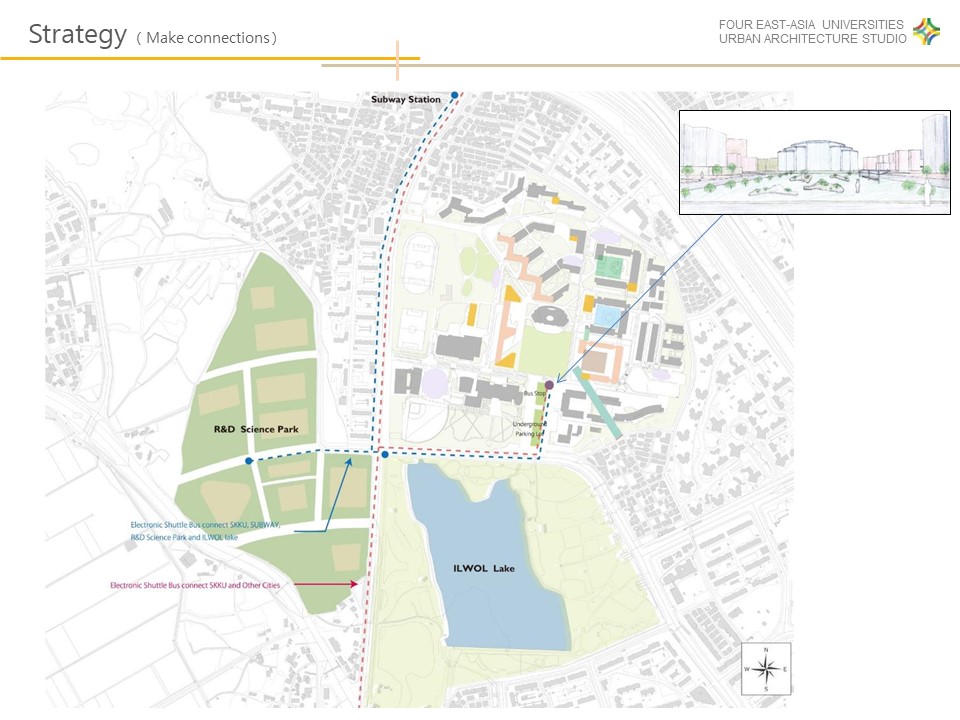 Strategy ( Make connections )
FOUR EAST-ASIA UNIVERSITIES
URBAN ARCHITECTURE STUDIO
Subway Station
Bus Stop
Underground
Parking Lot
R&D Science Park
Electronic Shuttle Bus connect SKKU, SUBWAY,
R&D Science Park and ILWOL lake
ILWOL Lake
Electronic Shuttle Bus connect SKKU and Other Cities
N
W
E
S